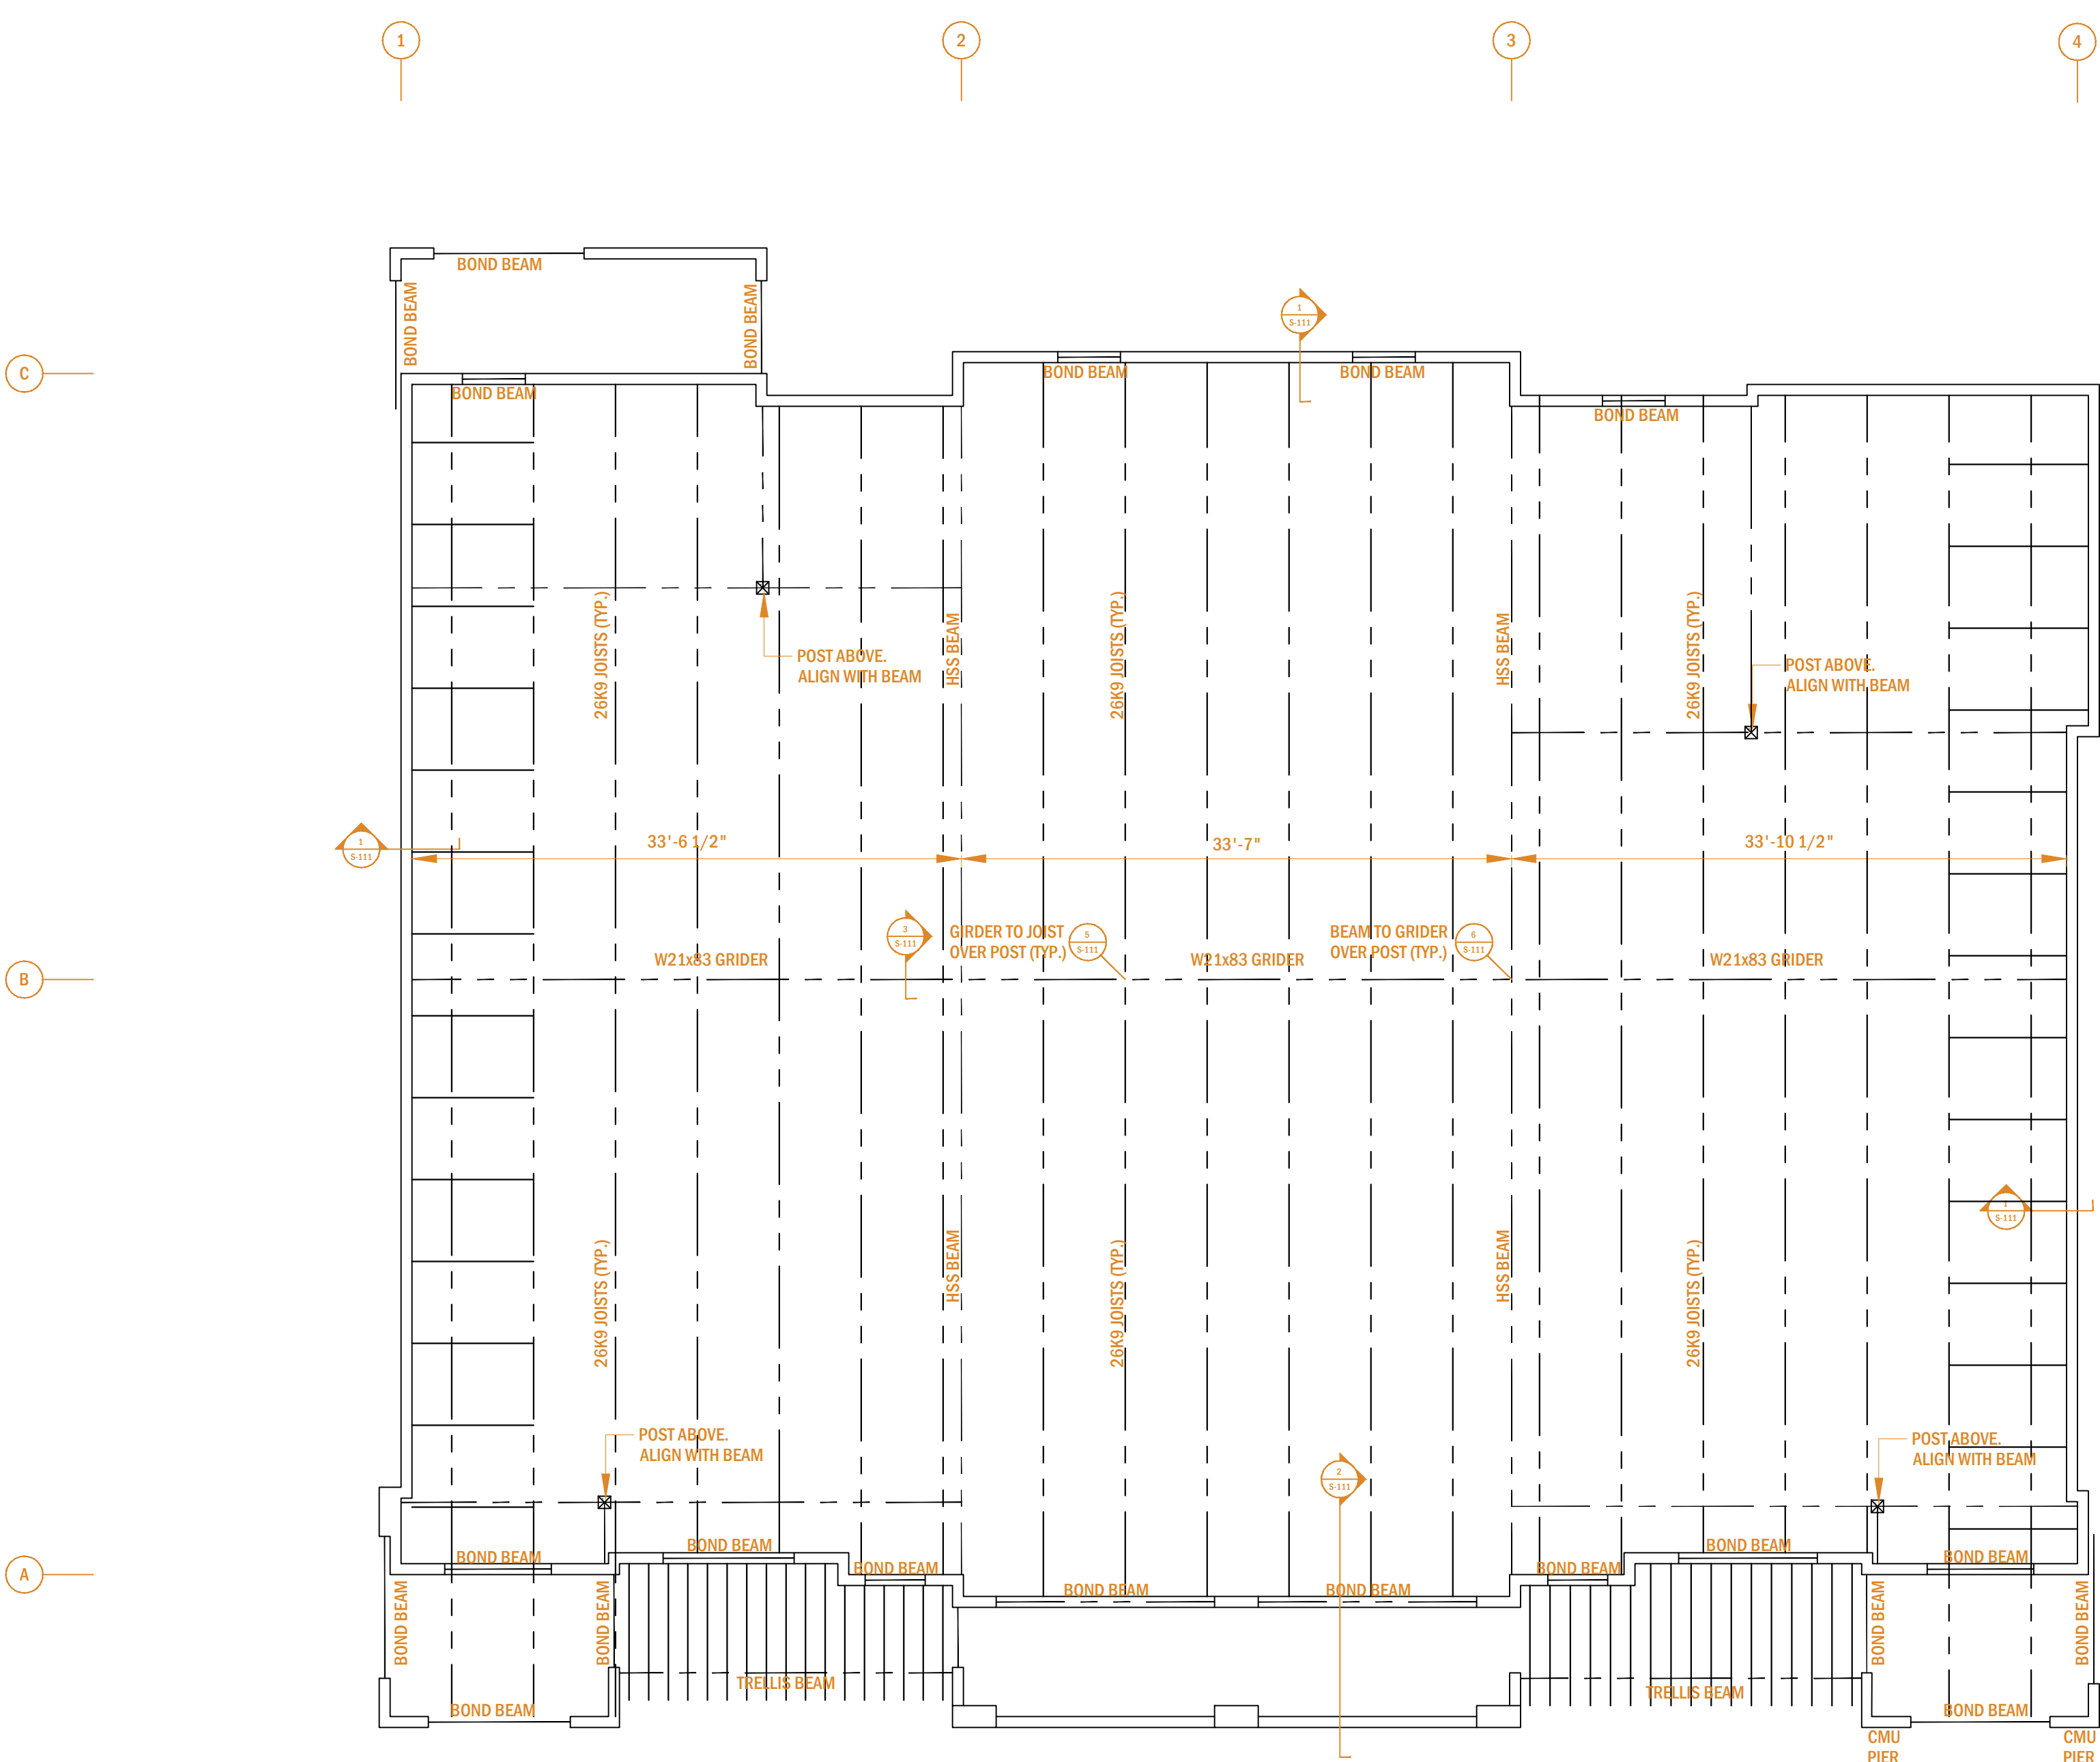 1
2
3
4
BOND BEAM
BOND BEAM
BOND BEAM
1
S-111
C
BOND BEAM
BOND BEAM
BOND BEAM
BOND BEAM
26K9 JOISTS (TYP.)
HSS BEAM
26K9 JOISTS (TYP.)
HSS BEAM
26K9 JOISTS (TYP.)
POST ABOVE.
ALIGN WITH BEAM
POST ABOVE.
ALIGN WITH BEAM
1
S-111
33'-6 1/2"
33'-7"
33'-10 1/2"
3
S-111
GIRDER TO JOIST
OVER POST (TYP.)
5
S-111
BEAM TO GRIDER
OVER POST (TYP.)
6
S-111
B
W21x83 GRIDER
W21x83 GRIDER
W21x83 GRIDER
1
S-111
26K9 JOISTS (TYP.)
HSS BEAM
26K9 JOISTS (TYP.)
HSS BEAM
26K9 JOISTS (TYP.)
POST ABOVE.
ALIGN WITH BEAM
2
S-111
POST ABOVE.
ALIGN WITH BEAM
A
BOND BEAM
BOND BEAM
BOND BEAM
BOND BEAM
BOND BEAM
BOND BEAM
BOND BEAM
BOND BEAM
BOND BEAM
BOND BEAM
BOND BEAM
BOND BEAM
TRELLIS BEAM
TRELLIS BEAM
BOND BEAM
BOND BEAM
CMU
PIER
CMU
PIER